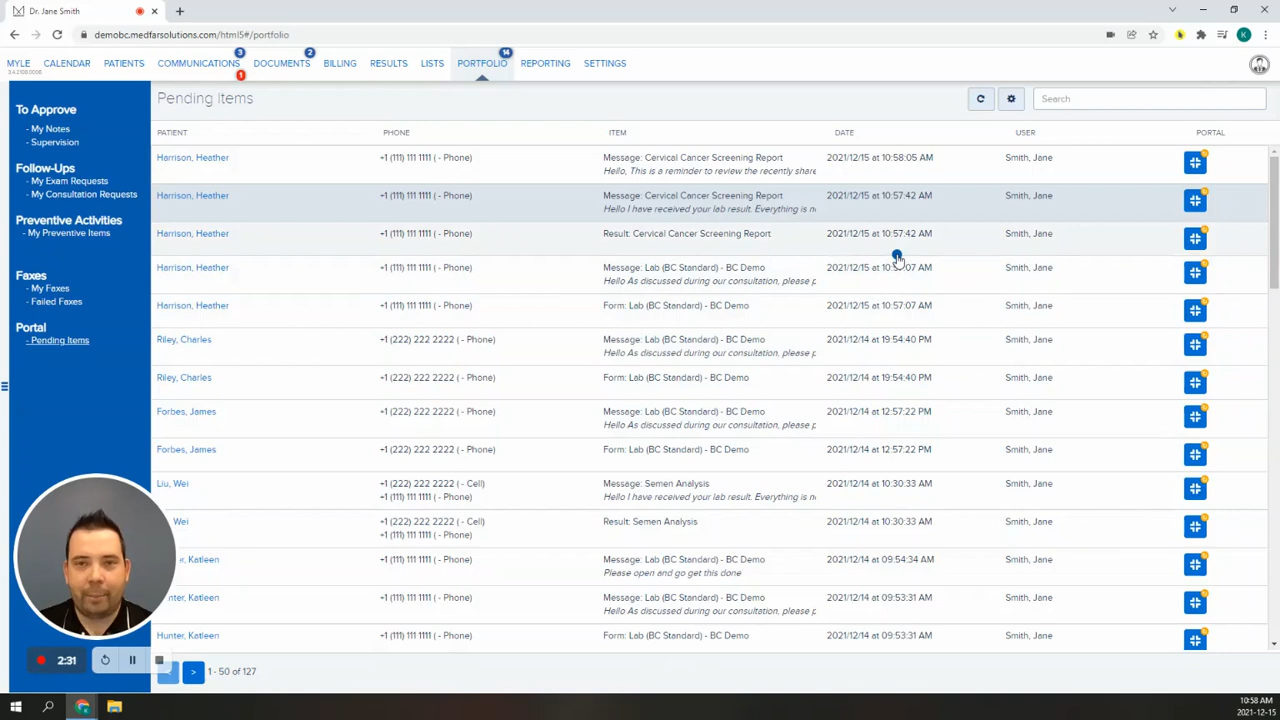 Dr. Jane Smith
demobc.medfarsolutions.com/html5#/portfolio
K
3
2
14
MYLE CALENDAR PATIENTS COMMUNICATIONS DOCUMENTS BILLING RESULTS LISTS PORTFOLIO REPORTING SETTINGS
1
To Approve
- My Notes
- Supervision
Follow-Ups
- My Exam Requests
- My Consultation Requests
Preventive Activities
- My Preventive Items
Faxes
- My Faxes
- Failed Faxes
Portal
- Pending Items
Pending Items
Search
PATIENT PHONE ITEM DATE USER PORTAL
Harrison, Heather +1 (111) 111 1111 ( - Phone) Message: Cervical Cancer Screening Report 2021/12/15 at 10:58:05 AM Smith, Jane
Hello, This is a reminder to review the recently share
Harrison, Heather +1 (111) 111 1111 ( - Phone) Message: Cervical Cancer Screening Report 2021/12/15 at 10:57:42 AM Smith, Jane
Hello I have received your lab result. Everything is n
Harrison, Heather +1 (111) 111 1111 ( - Phone) Result: Cervical Cancer Screening Report 2021/12/15 at 10:57:42 AM Smith, Jane
Harrison, Heather +1 (111) 111 1111 ( - Phone) Message: Lab (BC Standard) - BC Demo 2021/12/15 at 10: :07 AM Smith, Jane
Hello As discussed during our consultation, please p
Harrison, Heather +1 (111) 111 1111 ( - Phone) Form: Lab (BC Standard) - BC Demo 2021/12/15 at 10:57:07 AM Smith, Jane
Riley, Charles +1 (222) 222 2222 ( - Phone) Message: Lab (BC Standard) - BC Demo 2021/12/14 at 19:54:40 PM Smith, Jane
Hello As discussed during our consultation, please p
Riley, Charles +1 (222) 222 2222 ( - Phone) Form: Lab (BC Standard) - BC Demo 2021/12/14 at 19:54:40 PM Smith, Jane
Forbes, James +1 (222) 222 2222 ( - Phone) Message: Lab (BC Standard) - BC Demo 2021/12/14 at 12:57:22 PM Smith, Jane
Hello As discussed during our consultation, please p
Forbes, James +1 (222) 222 2222 ( - Phone) Form: Lab (BC Standard) - BC Demo 2021/12/14 at 12:57:22 PM Smith, Jane
Liu, Wei +1 (222) 222 2222 ( - Cell) Message: Semen Analysis 2021/12/14 at 10:30:33 AM Smith, Jane
+1 (111) 111 1111 ( - Phone) Hello I have received your lab result. Everything is n
Wei +1 (222) 222 2222 ( - Cell) Result: Semen Analysis 2021/12/14 at 10:30:33 AM Smith, Jane
+1 (111) 111 1111 ( - Phone)
r, Katleen +1 (111) 111 1111 ( - Phone) Message: Lab (BC Standard) - BC Demo 2021/12/14 at 09:54:34 AM Smith, Jane
Please open and go get this done
nter, Katleen +1 (111) 111 1111 ( - Phone) Message: Lab (BC Standard) - BC Demo 2021/12/14 at 09:53:31 AM Smith, Jane
Hello As discussed during our consultation, please p
Hunter, Katleen +1 (111) 111 1111 ( - Phone) Form: Lab (BC Standard) - BC Demo 2021/12/14 at 09:53:31 AM Smith, Jane
2:31
< > 1 - 50 of 127
10:58 AM
2021-12-15